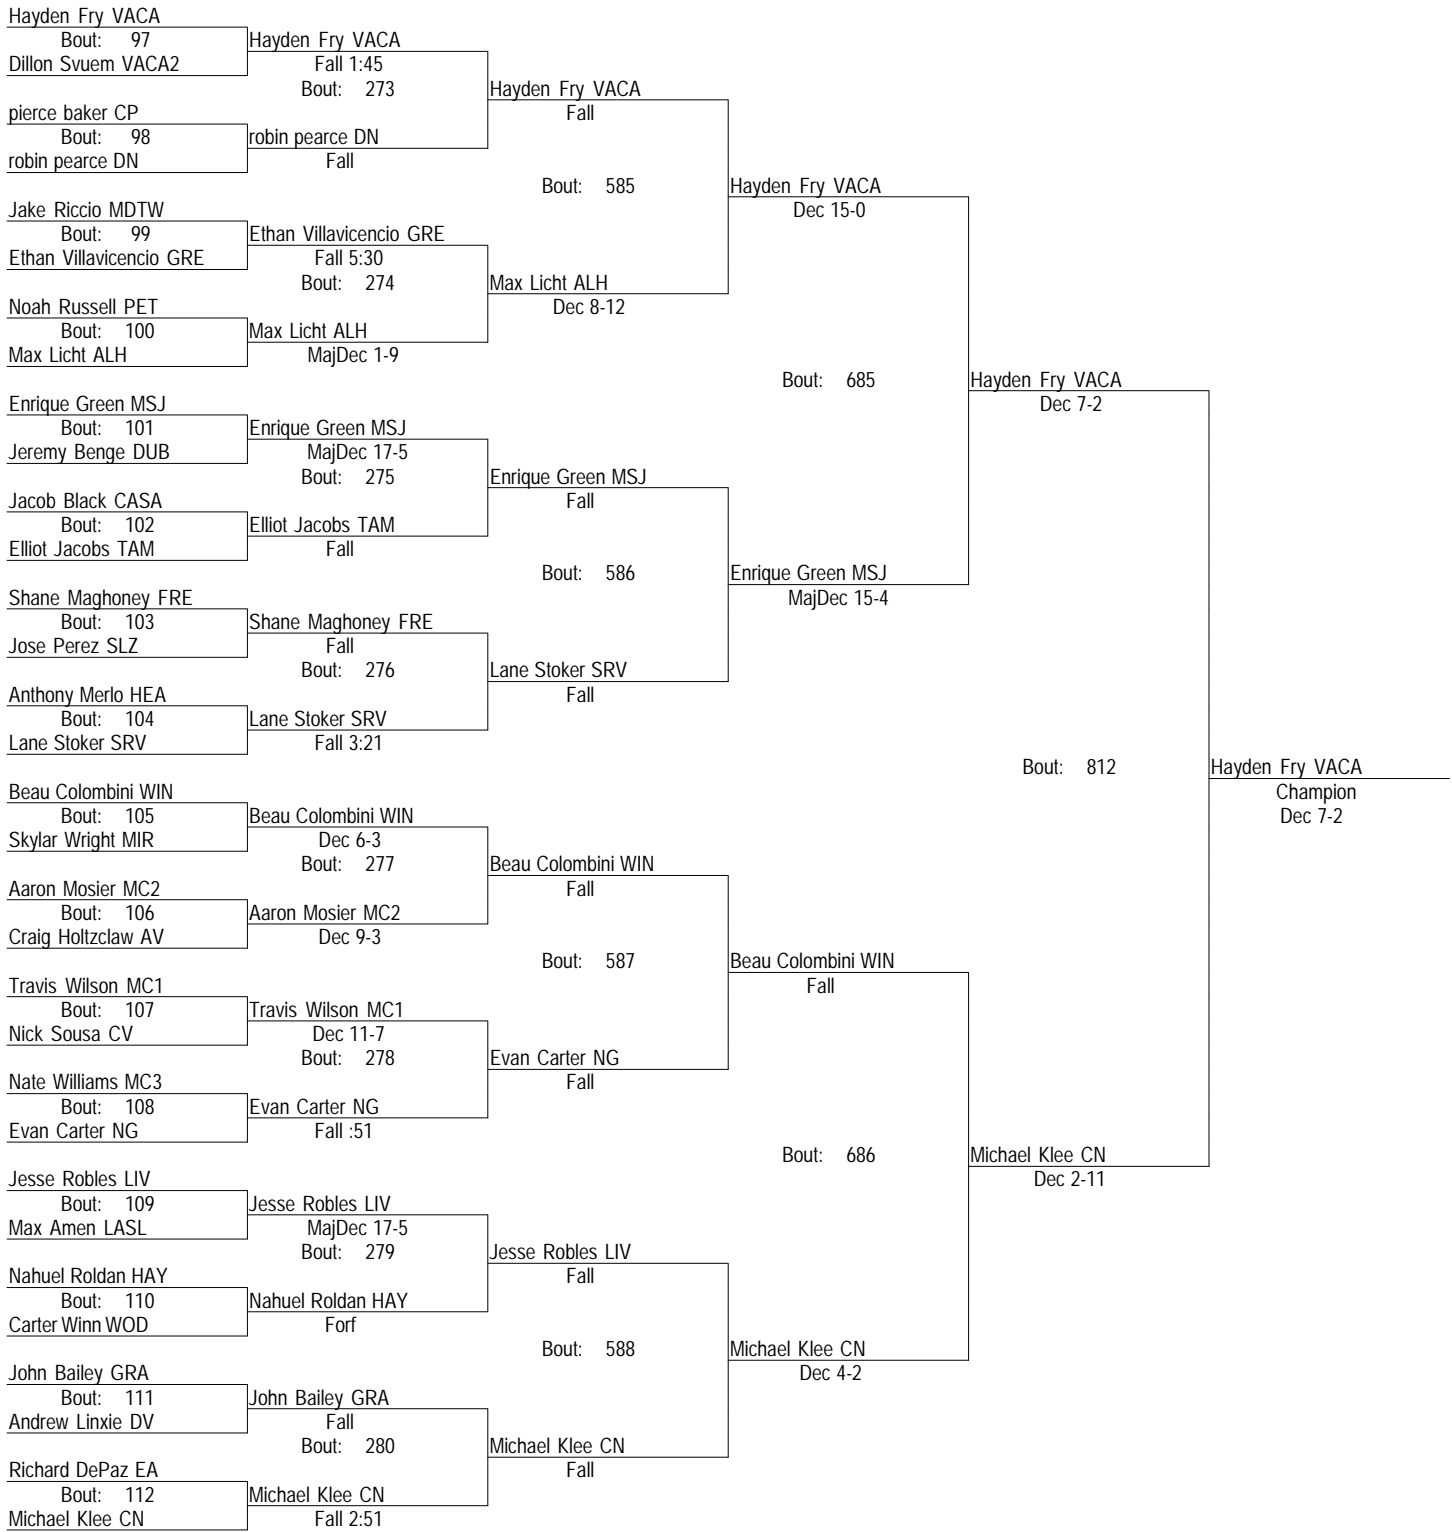 Hayden Fry VACA
Bout: 97
Dillon Svuem VACA2
pierce baker CP
Bout: 98
robin pearce DN
Jake Riccio MDTW
Bout: 99
Ethan Villavicencio GRE
Noah Russell PET
Bout: 100
Max Licht ALH
Enrique Green MSJ
Bout: 101
Jeremy Benge DUB
Jacob Black CASA
Bout: 102
Elliot Jacobs TAM
Shane Maghoney FRE
Bout: 103
Jose Perez SLZ
Anthony Merlo HEA
Bout: 104
Lane Stoker SRV
Beau Colombini WIN
Bout: 105
Skylar Wright MIR
Aaron Mosier MC2
Bout: 106
Craig Holtzclaw AV
Travis Wilson MC1
Bout: 107
Nick Sousa CV
Nate Williams MC3
Bout: 108
Evan Carter NG
Jesse Robles LIV
Bout: 109
Max Amen LASL
Nahuel Roldan HAY
Bout: 110
Carter Winn WOD
John Bailey GRA
Bout: 111
Andrew Linxie DV
Richard DePaz EA
Bout: 112
Michael Klee CN
Hayden Fry VACA
Fall 1:45
Bout: 273
robin pearce DN
Fall
Ethan Villavicencio GRE
Fall 5:30
Bout: 274
Max Licht ALH
MajDec 1-9
Enrique Green MSJ
MajDec 17-5
Bout: 275
Elliot Jacobs TAM
Fall
Shane Maghoney FRE
Fall
Bout: 276
Lane Stoker SRV
Fall 3:21
Beau Colombini WIN
Dec 6-3
Bout: 277
Aaron Mosier MC2
Dec 9-3
Travis Wilson MC1
Dec 11-7
Bout: 278
Evan Carter NG
Fall :51
Jesse Robles LIV
MajDec 17-5
Bout: 279
Nahuel Roldan HAY
Forf
John Bailey GRA
Fall
Bout: 280
Michael Klee CN
Fall 2:51
Hayden Fry VACA
Fall
Bout: 585
Max Licht ALH
Dec 8-12
Enrique Green MSJ
Fall
Bout: 586
Lane Stoker SRV
Fall
Beau Colombini WIN
Fall
Bout: 587
Evan Carter NG
Fall
Jesse Robles LIV
Fall
Bout: 588
Michael Klee CN
Fall
Hayden Fry VACA
Dec 15-0
Bout: 685
Enrique Green MSJ
MajDec 15-4
Beau Colombini WIN
Fall
Bout: 686
Michael Klee CN
Dec 4-2
Hayden Fry VACA
Dec 7-2
Bout: 812
Michael Klee CN
Dec 2-11
Hayden Fry VACA
Champion
Dec 7-2